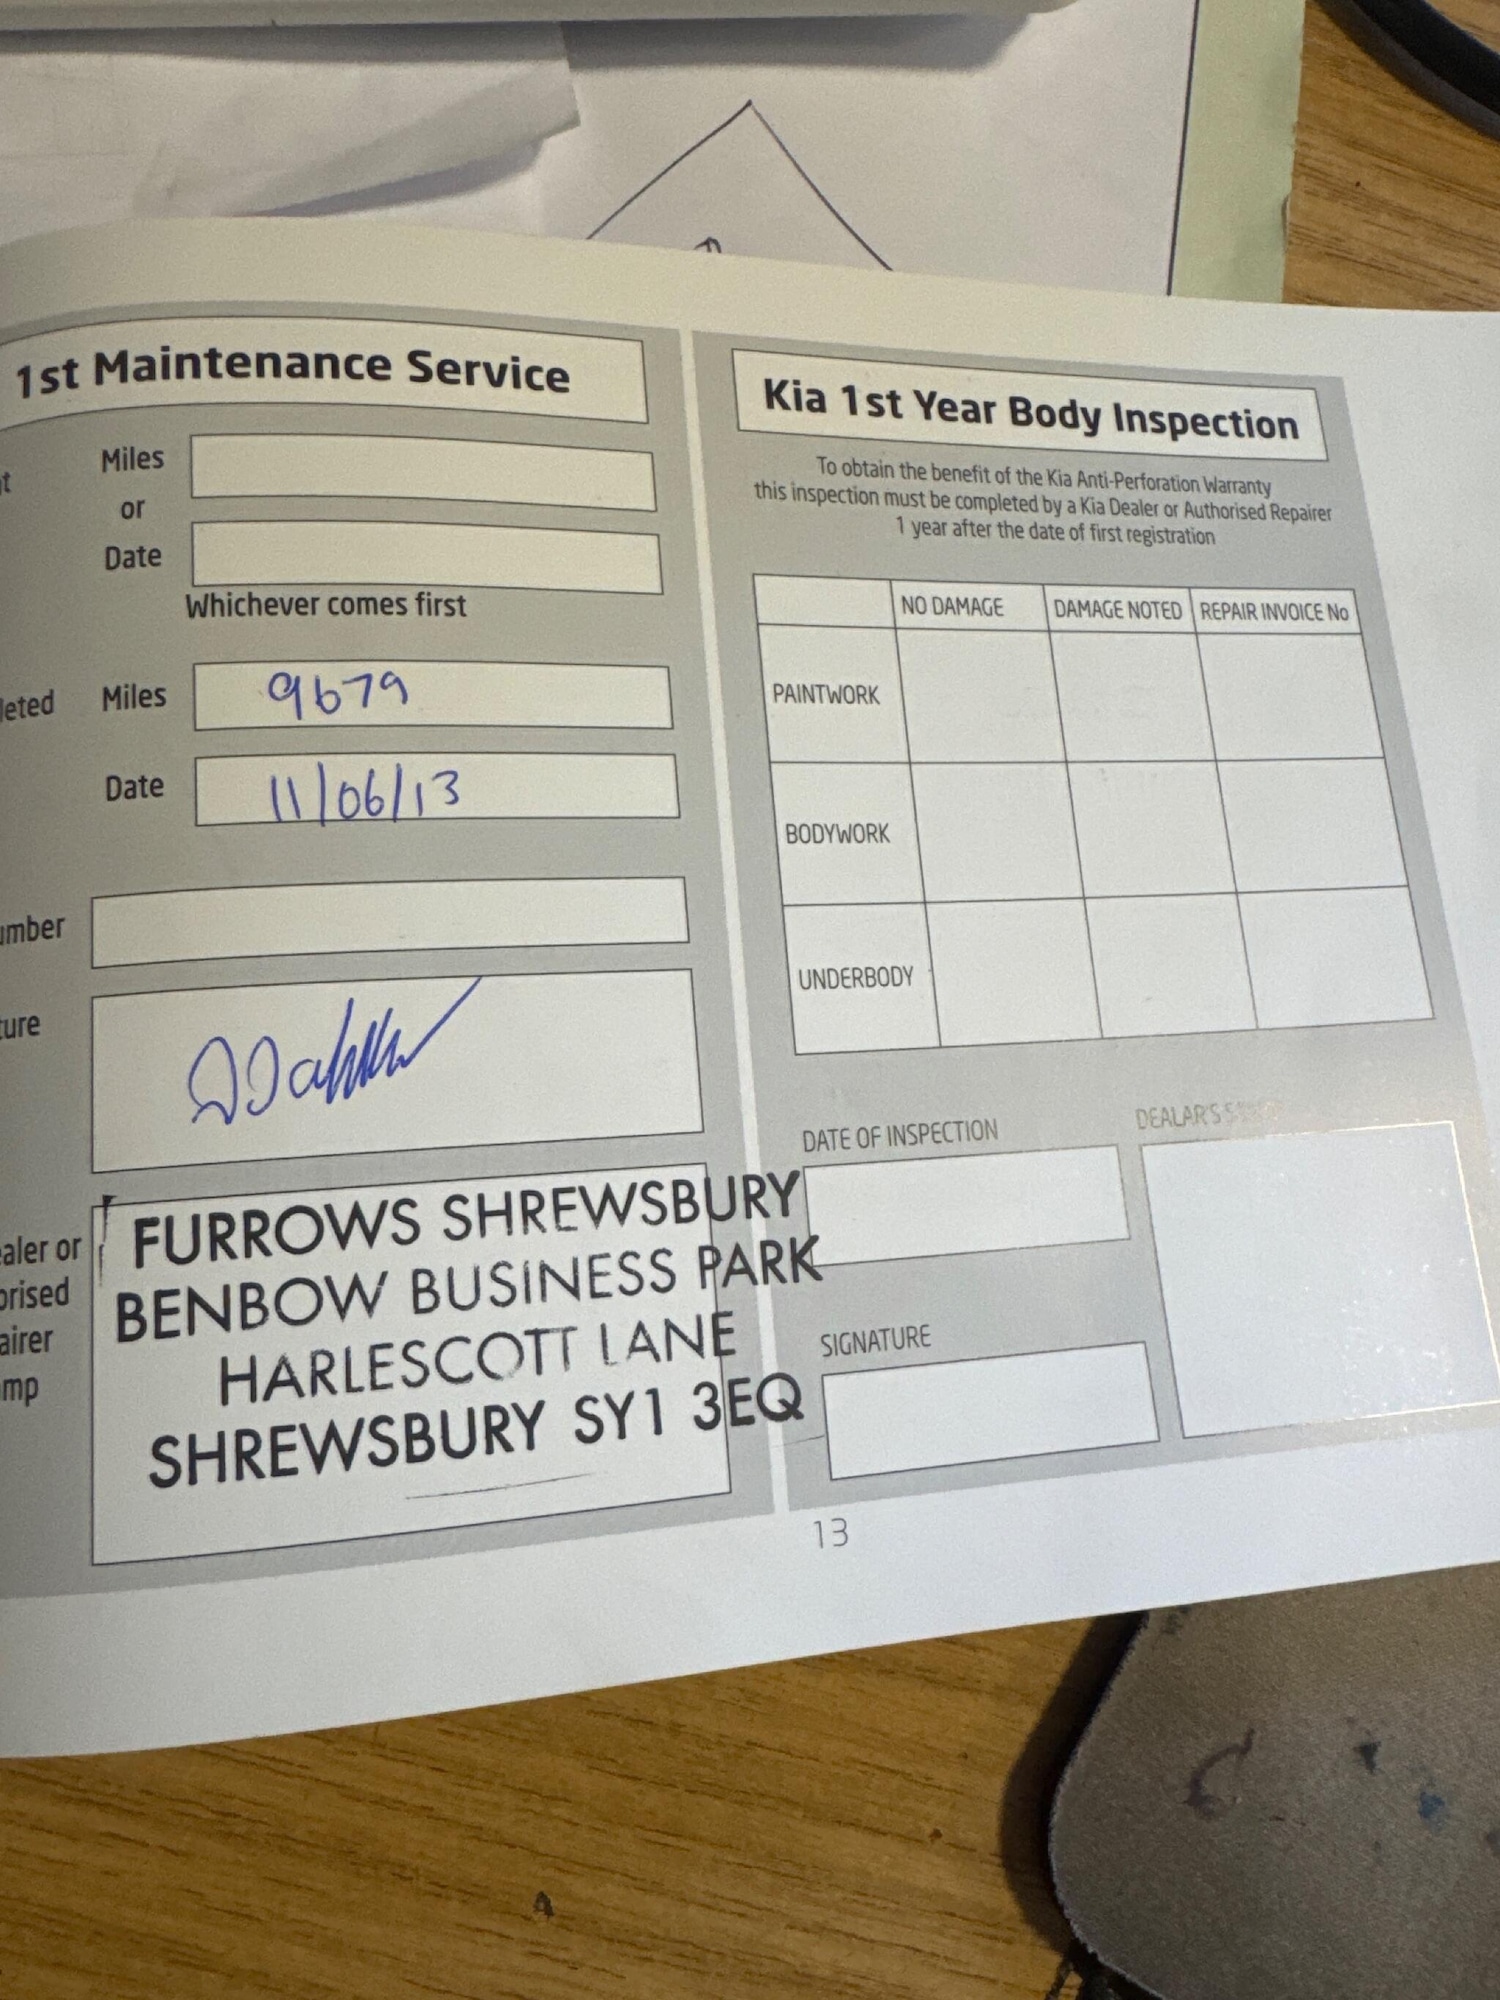 1st Maintenance Service
Miles
or
Date
Whichever comes first
Miles 9679
Date 11/06/13
FURROWS SHREWSBURY
BENBOW BUSINESS PARK
HARLESCOTT LANE
SHREWSBURY SY1 3EQ
Kia 1st Year Body Inspection
To obtain the benefit of the Kia Anti-Perforation Warranty
this inspection must be completed by a Kia Dealer or Authorised Repairer
1 year after the date of first registration
NO DAMAGE DAMAGE NOTED REPAIR INVOICE No
PAINTWORK
BODYWORK
UNDERBODY
DATE OF INSPECTION
DEALAR'S
SIGNATURE
13